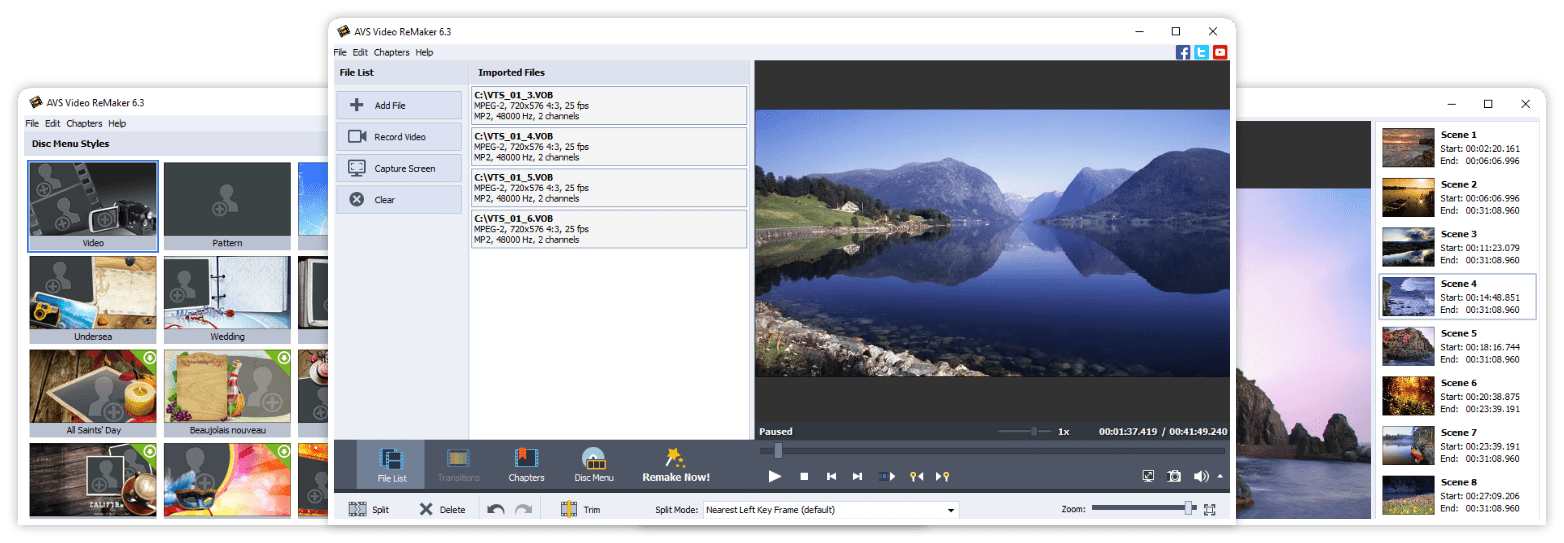 AVS Video ReMaker 6.3
File Edit Chapters Help
Disc Menu Styles
Video
Pattern
Undersea
Wedding
All Saints' Day
Beaujolais nouveau
AVS Video ReMaker 6.3
File Edit Chapters Help
File List
Add File
Record Video
Capture Screen
Clear
Imported Files
C:\VTS_01_3.VOB
MPEG-2, 720x576 4:3, 25 fps
MP2, 48000 Hz, 2 channels
C:\VTS_01_4.VOB
MPEG-2, 720x576 4:3, 25 fps
MP2, 48000 Hz, 2 channels
C:\VTS_01_5.VOB
MPEG-2, 720x576 4:3, 25 fps
MP2, 48000 Hz, 2 channels
C:\VTS_01_6.VOB
MPEG-2, 720x576 4:3, 25 fps
MP2, 48000 Hz, 2 channels
Paused
1x
00:01:37.419 / 00:41:49.240
File List
Transitions
Chapters
Disc Menu
Remake Now!
Split
Delete
Trim
Split Mode:
Nearest Left Key Frame (default)
Zoom:
Scene 1
Start: 00:02:20.161
End: 00:06:06.996
Scene 2
Start: 00:06:06.996
End: 00:31:08.960
Scene 3
Start: 00:11:23.079
End: 00:31:08.960
Scene 4
Start: 00:14:48.851
End: 00:31:08.960
Scene 5
Start: 00:18:16.744
End: 00:31:08.960
Scene 6
Start: 00:20:38.875
End: 00:23:39.191
Scene 7
Start: 00:23:39.191
End: 00:31:08.960
Scene 8
Start: 00:27:09.206
End: 00:31:08.960